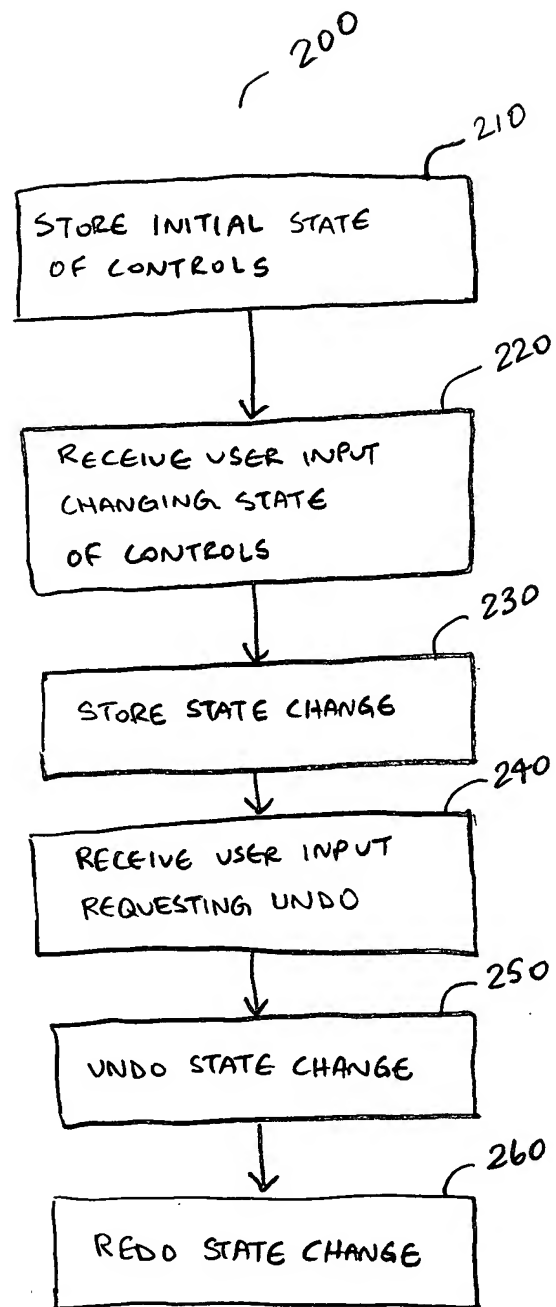 200
210
STORE INITIAL STATE
OF CONTROLS
220
RECEIVE USER INPUT
CHANGING STATE
OF CONTROLS
230
STORE STATE CHANGE
240
RECEIVE USER INPUT
REQUESTING UNDO
250
UNDO STATE CHANGE
260
REDO STATE CHANGE